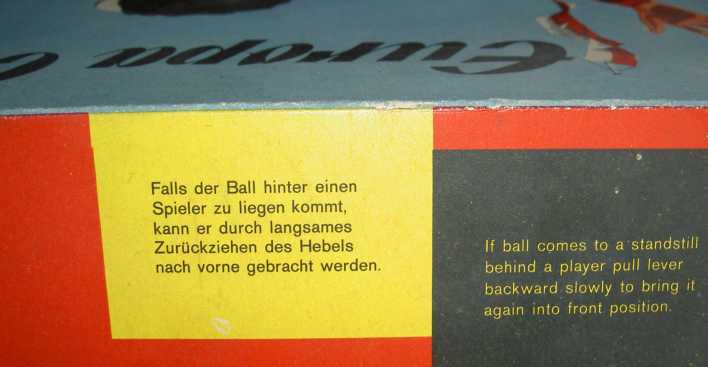 Europa C
Falls der Ball hinter einen
Spieler zu liegen kommt,
kann er durch langsames
Zurückziehen des Hebels
nach vorne gebracht werden.
If ball comes to a standstill
behind a player pull lever
backward slowly to bring it
again into front position.